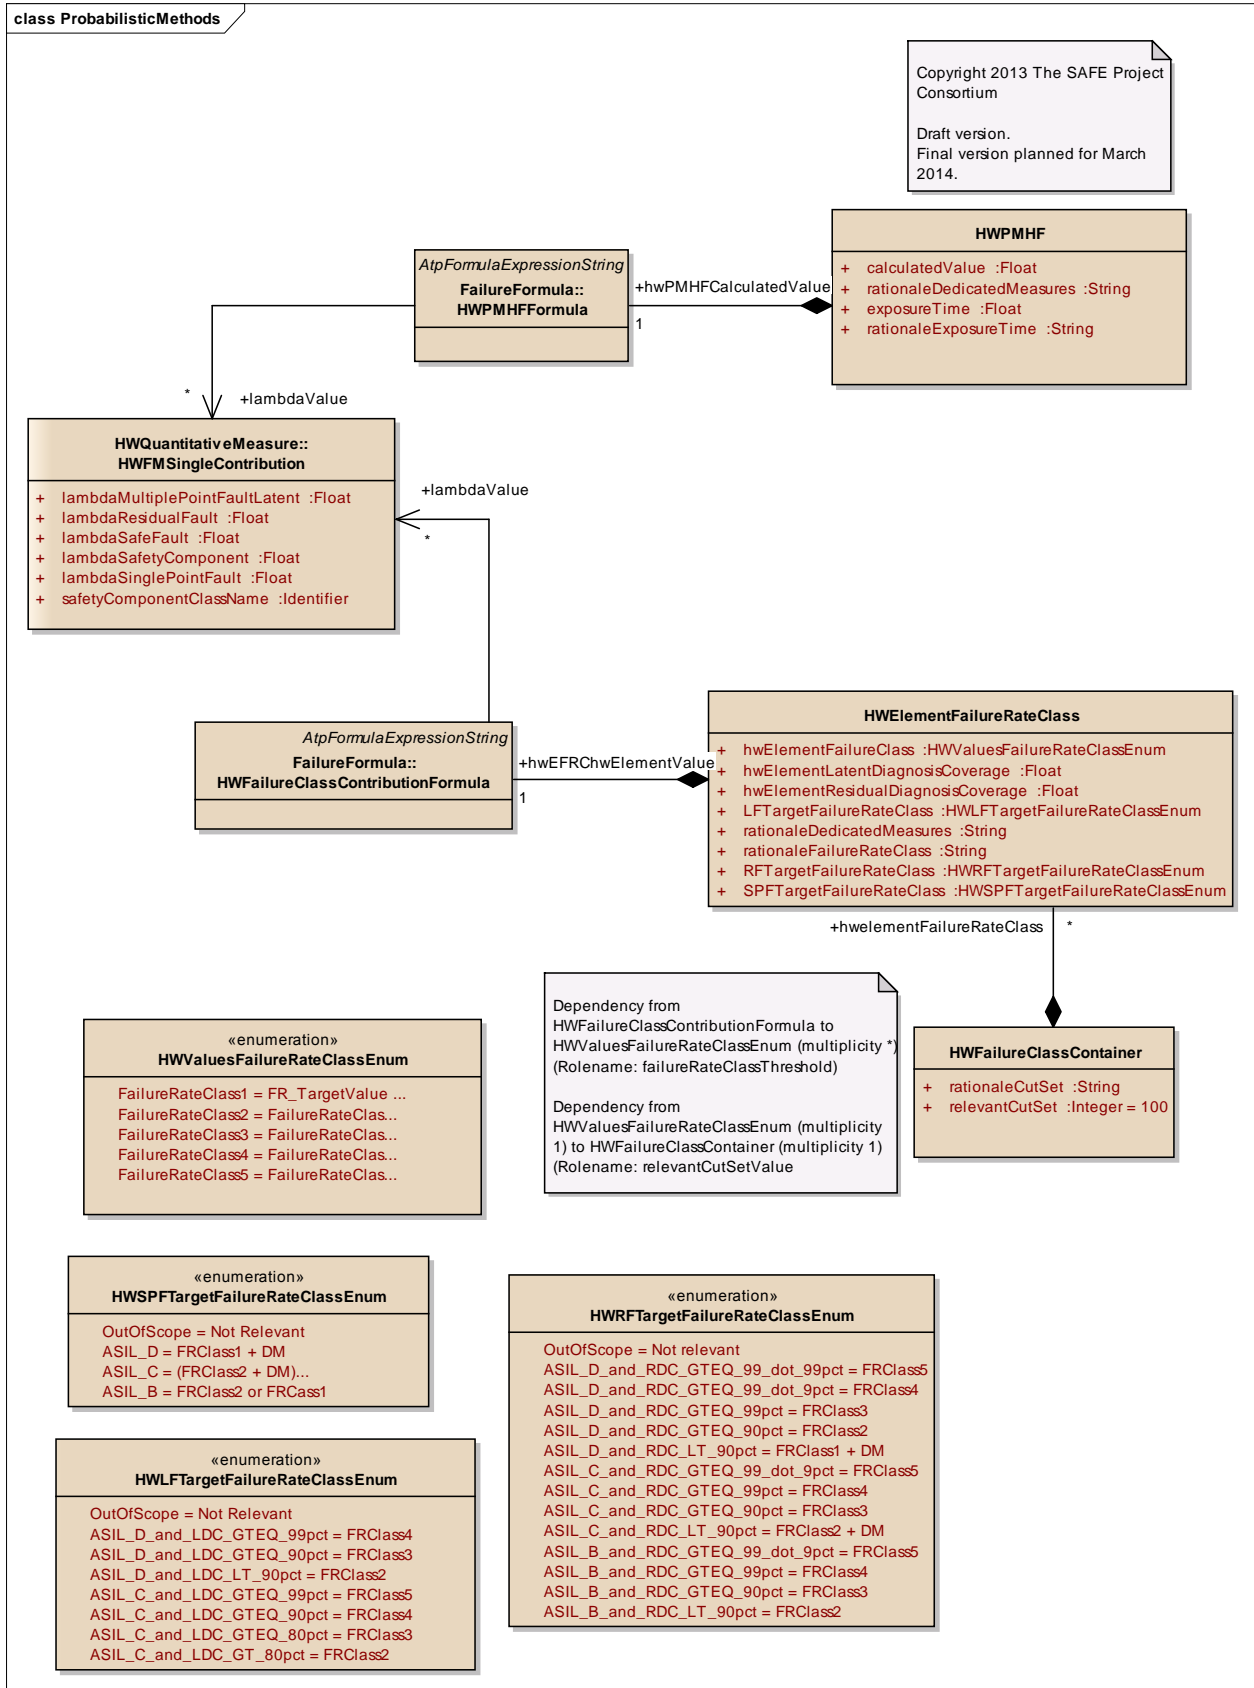 class ProbabilisticMethods
Copyright 2013 The SAFE Project
Consortium
Draft version.
Final version planned for March
2014.
HWPMHF
+ calculatedValue :Float
+ rationaleDedicatedMeasures :String
+ exposureTime :Float
+ rationaleExposureTime :String
AtpFormulaExpressionString
FailureFormula::
HWPMHFFormula
+hwPMHFCalculatedValue
1
*
+lambdaValue
HWQuantitativeMeasure::
HWFMSingleContribution
+ lambdaMultiplePointFaultLatent :Float
+ lambdaResidualFault :Float
+ lambdaSafeFault :Float
+ lambdaSafetyComponent :Float
+ lambdaSinglePointFault :Float
+ safetyComponentClassName :Identifier
+lambdaValue
*
AtpFormulaExpressionString
FailureFormula::
HWFailureClassContributionFormula
+hwEFRChwElementValue
1
HWElementFailureRateClass
+ hwElementFailureClass :HWValuesFailureRateClassEnum
+ hwElementLatentDiagnosisCoverage :Float
+ hwElementResidualDiagnosisCoverage :Float
+ LFTargetFailureRateClass :HWLFTargetFailureRateClassEnum
+ rationaleDedicatedMeasures :String
+ rationaleFailureRateClass :String
+ RFTargetFailureRateClass :HWRFTargetFailureRateClassEnum
+ SPFTargetFailureRateClass :HWSPFTargetFailureRateClassEnum
+hwelementFailureRateClass
*
Dependency from
HWFailureClassContributionFormula to
HWValuesFailureRateClassEnum (multiplicity *)
(Rolename: failureRateClassThreshold)
Dependency from
HWValuesFailureRateClassEnum (multiplicity
1) to HWFailureClassContainer (multiplicity 1)
(Rolename: relevantCutSetValue
HWFailureClassContainer
+ rationaleCutSet :String
+ relevantCutSet :Integer = 100
«enumeration»
HWValuesFailureRateClassEnum
FailureRateClass1 = FR_TargetValue ...
FailureRateClass2 = FailureRateClas...
FailureRateClass3 = FailureRateClas...
FailureRateClass4 = FailureRateClas...
FailureRateClass5 = FailureRateClas...
«enumeration»
HWSPFTargetFailureRateClassEnum
OutOfScope = Not Relevant
ASIL_D = FRClass1 + DM
ASIL_C = (FRClass2 + DM)...
ASIL_B = FRClass2 or FRCass1
«enumeration»
HWRFTargetFailureRateClassEnum
OutOfScope = Not relevant
ASIL_D_and_RDC_GTEQ_99_dot_99pct = FRClass5
ASIL_D_and_RDC_GTEQ_99_dot_9pct = FRClass4
ASIL_D_and_RDC_GTEQ_99pct = FRClass3
ASIL_D_and_RDC_GTEQ_90pct = FRClass2
ASIL_D_and_RDC_LT_90pct = FRClass1 + DM
ASIL_C_and_RDC_GTEQ_99_dot_9pct = FRClass5
ASIL_C_and_RDC_GTEQ_99pct = FRClass4
ASIL_C_and_RDC_GTEQ_90pct = FRClass3
ASIL_C_and_RDC_LT_90pct = FRClass2 + DM
ASIL_B_and_RDC_GTEQ_99_dot_9pct = FRClass5
ASIL_B_and_RDC_GTEQ_99pct = FRClass4
ASIL_B_and_RDC_GTEQ_90pct = FRClass3
ASIL_B_and_RDC_LT_90pct = FRClass2
«enumeration»
HWLFTargetFailureRateClassEnum
OutOfScope = Not Relevant
ASIL_D_and_LDC_GTEQ_99pct = FRClass4
ASIL_D_and_LDC_GTEQ_90pct = FRClass3
ASIL_D_and_LDC_LT_90pct = FRClass2
ASIL_C_and_LDC_GTEQ_99pct = FRClass5
ASIL_C_and_LDC_GTEQ_90pct = FRClass4
ASIL_C_and_LDC_GTEQ_80pct = FRClass3
ASIL_C_and_LDC_GT_80pct = FRClass2